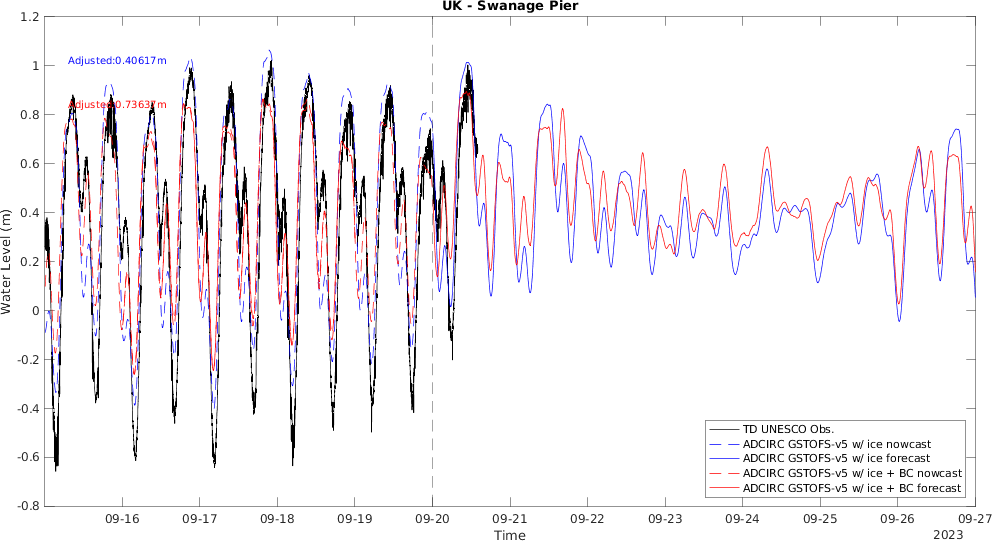 UK - Swanage Pier
1.2
1
0.8
0.6
0.4
0.2
0
-0.2
-0.4
-0.6
-0.8
Water Level (m)
Adjusted:0.40617m
Adjusted:0.73637m
TD UNESCO Obs.
ADCIRC GSTOFS-v5 w/ ice nowcast
ADCIRC GSTOFS-v5 w/ ice forecast
ADCIRC GSTOFS-v5 w/ ice + BC nowcast
ADCIRC GSTOFS-v5 w/ ice + BC forecast
09-16 09-17 09-18 09-19 09-20 09-21 09-22 09-23 09-24 09-25 09-26 09-27
Time
2023